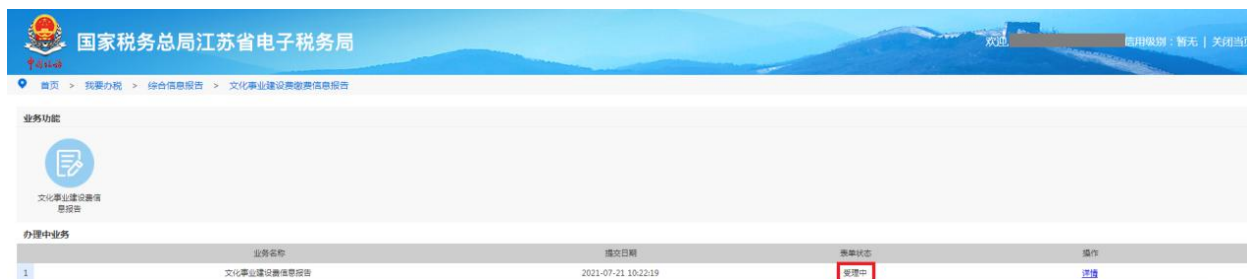 国家税务总局江苏省电子税务局
中国税务
欢迎
信用级别：暂无 | 关闭当
首页 > 我要办税 > 综合信息报告 > 文化事业建设费缴费信息报告
业务功能
文化事业建设费信
息报告
办理中业务
业务名称 提交日期 表单状态 操作
1 文化事业建设费信息报告 2021-07-21 10:22:19 受理中 详情